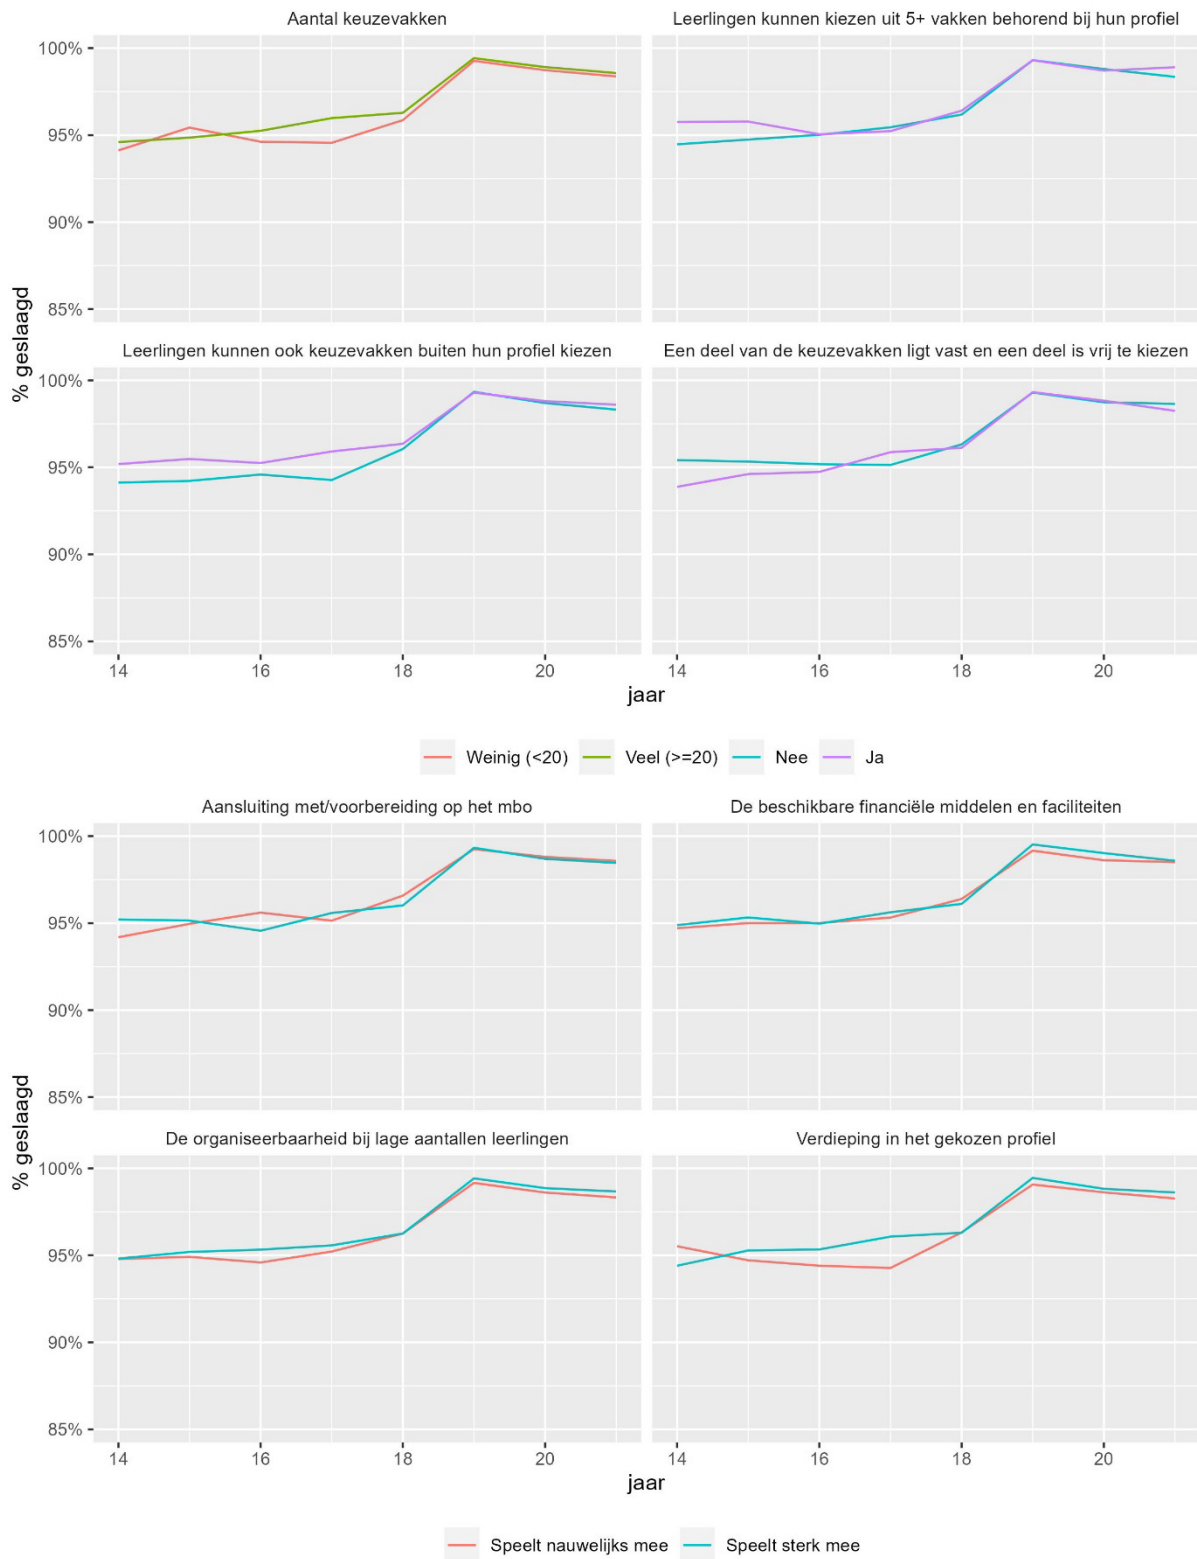 Aantal keuzevakken
Leerlingen kunnen kiezen uit 5+ vakken behorend bij hun profiel
100%
95%
90%
85%
Leerlingen kunnen ook keuzevakken buiten hun profiel kiezen
Een deel van de keuzevakken ligt vast en een deel is vrij te kiezen
100%
95%
90%
85%
% geslaagd
14 16 18 20 14 16 18 20
jaar
Weinig (<20) Veel (>=20) Nee Ja
Aansluiting met/voorbereiding op het mbo
De beschikbare financiële middelen en faciliteiten
100%
95%
90%
85%
De organiseerbaarheid bij lage aantallen leerlingen
Verdieping in het gekozen profiel
100%
95%
90%
85%
% geslaagd
14 16 18 20 14 16 18 20
jaar
Speelt nauwelijks mee Speelt sterk mee